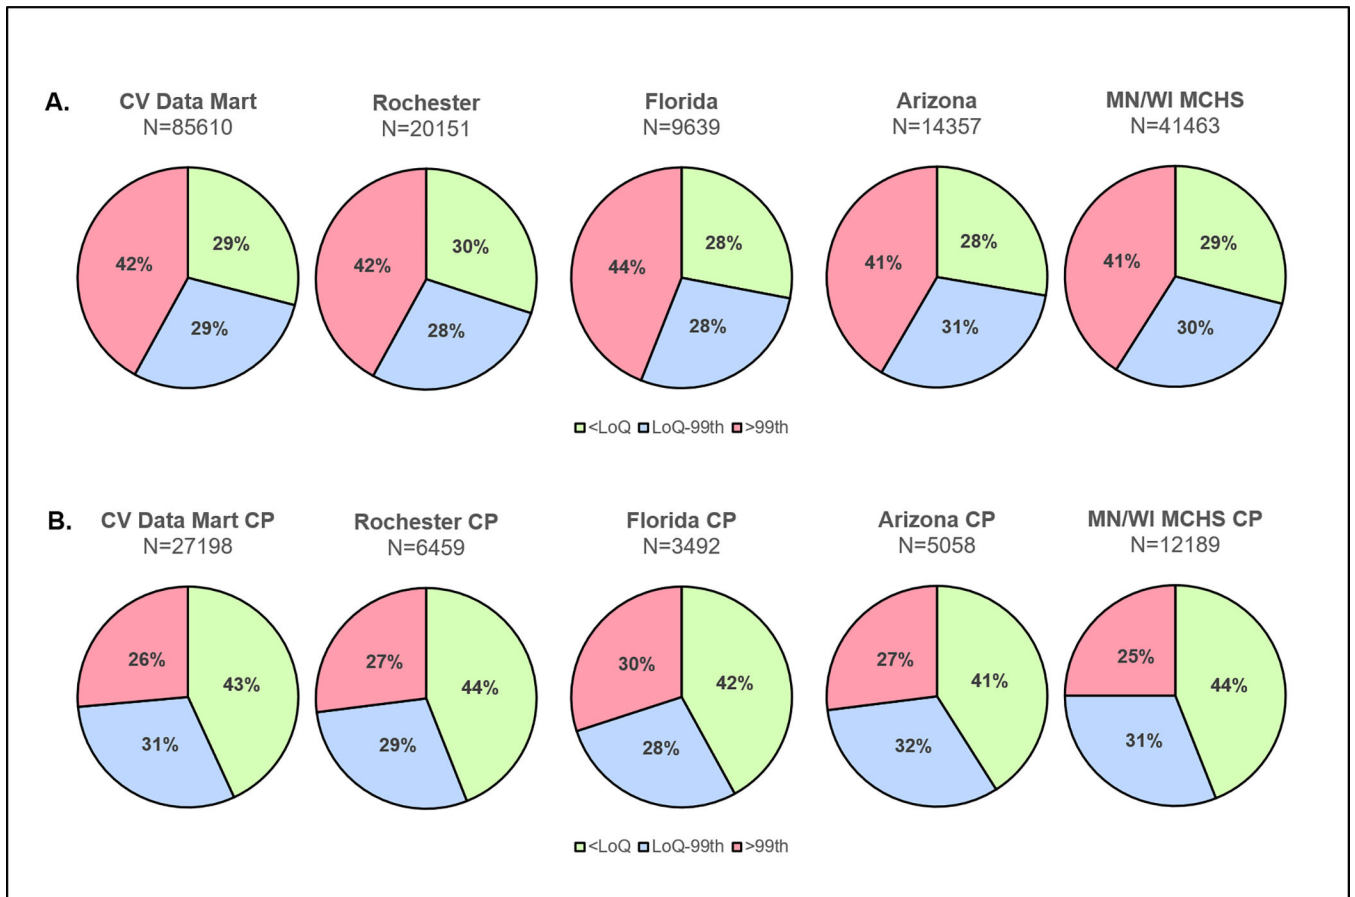 A.
CV Data Mart
N=85610
Rochester
N=20151
Florida
N=9639
Arizona
N=14357
MN/WI MCHS
N=41463
42%
29%
29%
42%
30%
28%
44%
28%
28%
41%
28%
31%
41%
29%
30%
<LoQ LoQ-99th >99th
B.
CV Data Mart CP
N=27198
Rochester CP
N=6459
Florida CP
N=3492
Arizona CP
N=5058
MN/WI MCHS CP
N=12189
26%
43%
31%
27%
44%
29%
30%
42%
28%
27%
41%
32%
25%
44%
31%
<LoQ LoQ-99th >99th